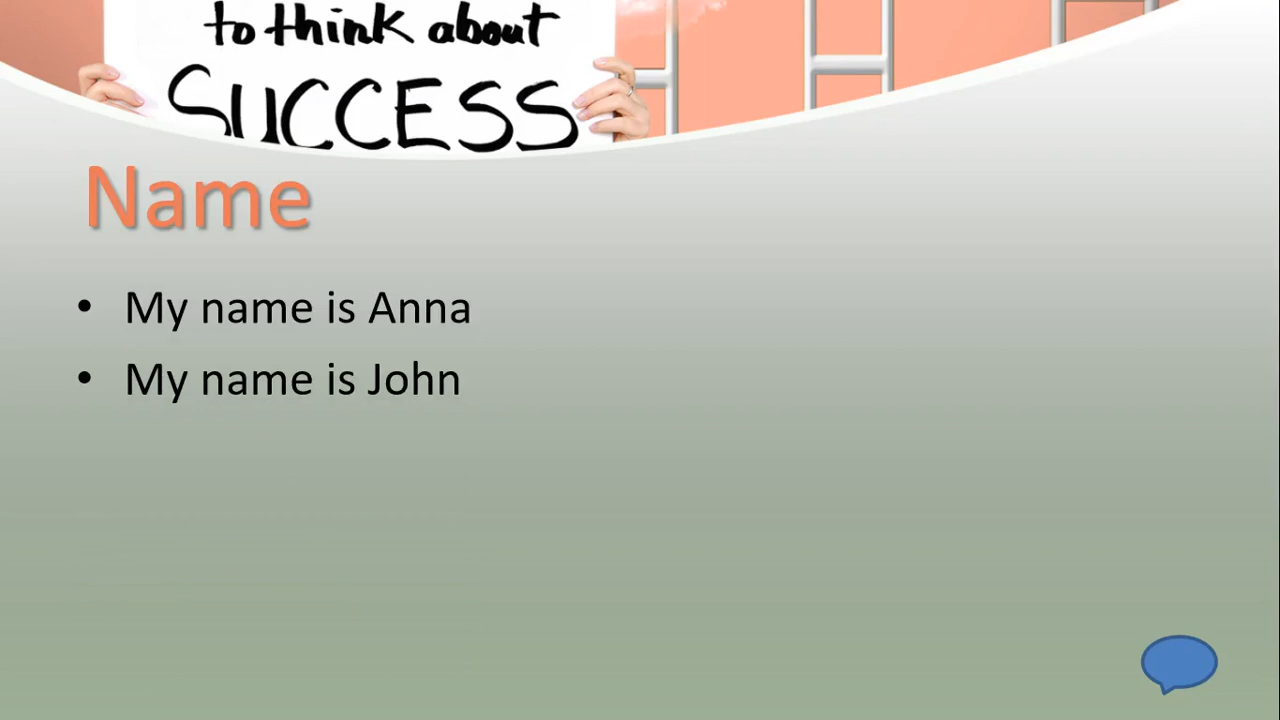 to think about
SUCCESS
Name
• My name is Anna
• My name is John